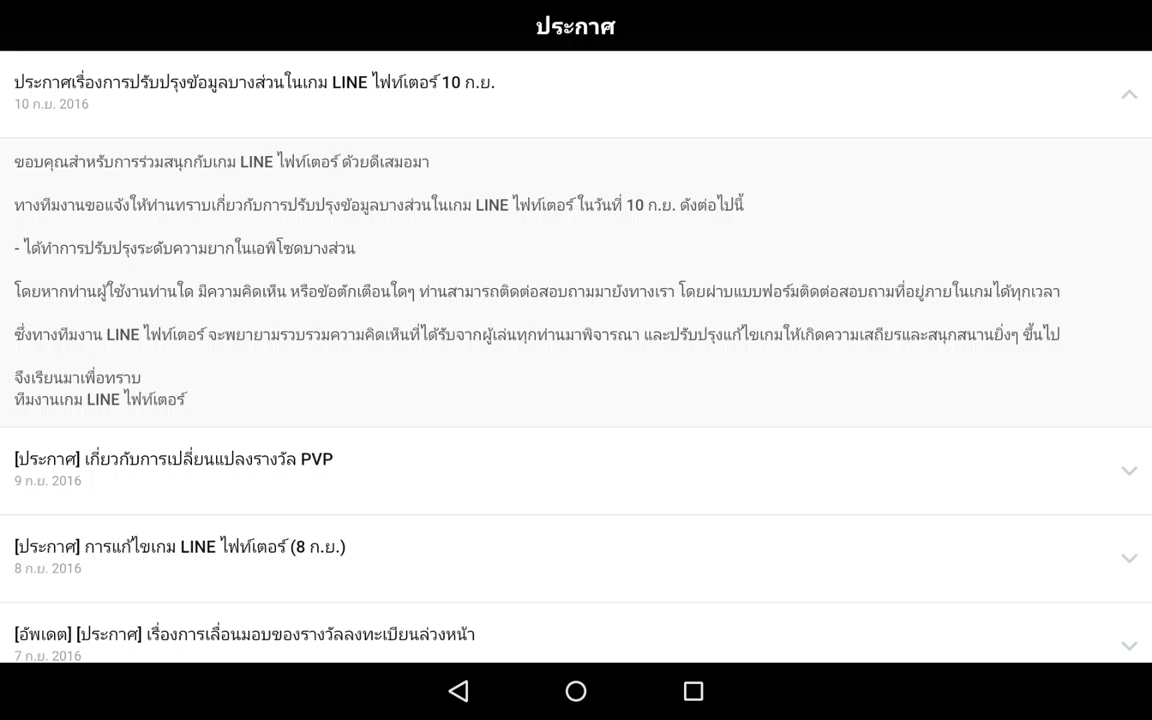 ประกาศ
ประกาศเรื่องการปรับปรุงข้อมูลบางส่วนในเกม LINE ไฟท์เตอร์ 10 ก.ย.
10 ก.ย. 2016
ขอบคุณสำหรับการร่วมสนุกกับเกม LINE ไฟท์เตอร์ ด้วยดีเสมอมา
ทางทีมงานขอแจ้งให้ท่านทราบเกี่ยวกับการปรับปรุงข้อมูลบางส่วนในเกม LINE ไฟท์เตอร์ ในวันที่ 10 ก.ย. ดังต่อไปนี้
- ได้ทำการปรับปรุงระดับความยากในเอพิโซดบางส่วน
โดยหากท่านผู้ใช้งานท่านใด มีความคิดเห็น หรือข้อตักเตือนใดๆ ท่านสามารถติดต่อสอบถามมายังทางเรา โดยผ่านแบบฟอร์มติดต่อสอบถามที่อยู่ภายในเกมได้ทุกเวลา
ซึ่งทางทีมงาน LINE ไฟท์เตอร์ จะพยายามรวบรวมความคิดเห็นที่ได้รับจากผู้เล่นทุกท่านมาพิจารณา และปรับปรุงแก้ไขเกมให้เกิดความเสถียรและสนุกสนานยิ่งๆ ขึ้นไป
จึงเรียนมาเพื่อทราบ
ทีมงานเกม LINE ไฟท์เตอร์
[ประกาศ] เกี่ยวกับการเปลี่ยนแปลงรางวัล PVP
9 ก.ย. 2016
[ประกาศ] การแก้ไขเกม LINE ไฟท์เตอร์ (8 ก.ย.)
8 ก.ย. 2016
[อัพเดต] [ประกาศ] เรื่องการเลื่อนมอบของรางวัลลงทะเบียนล่วงหน้า
7 ก.ย. 2016